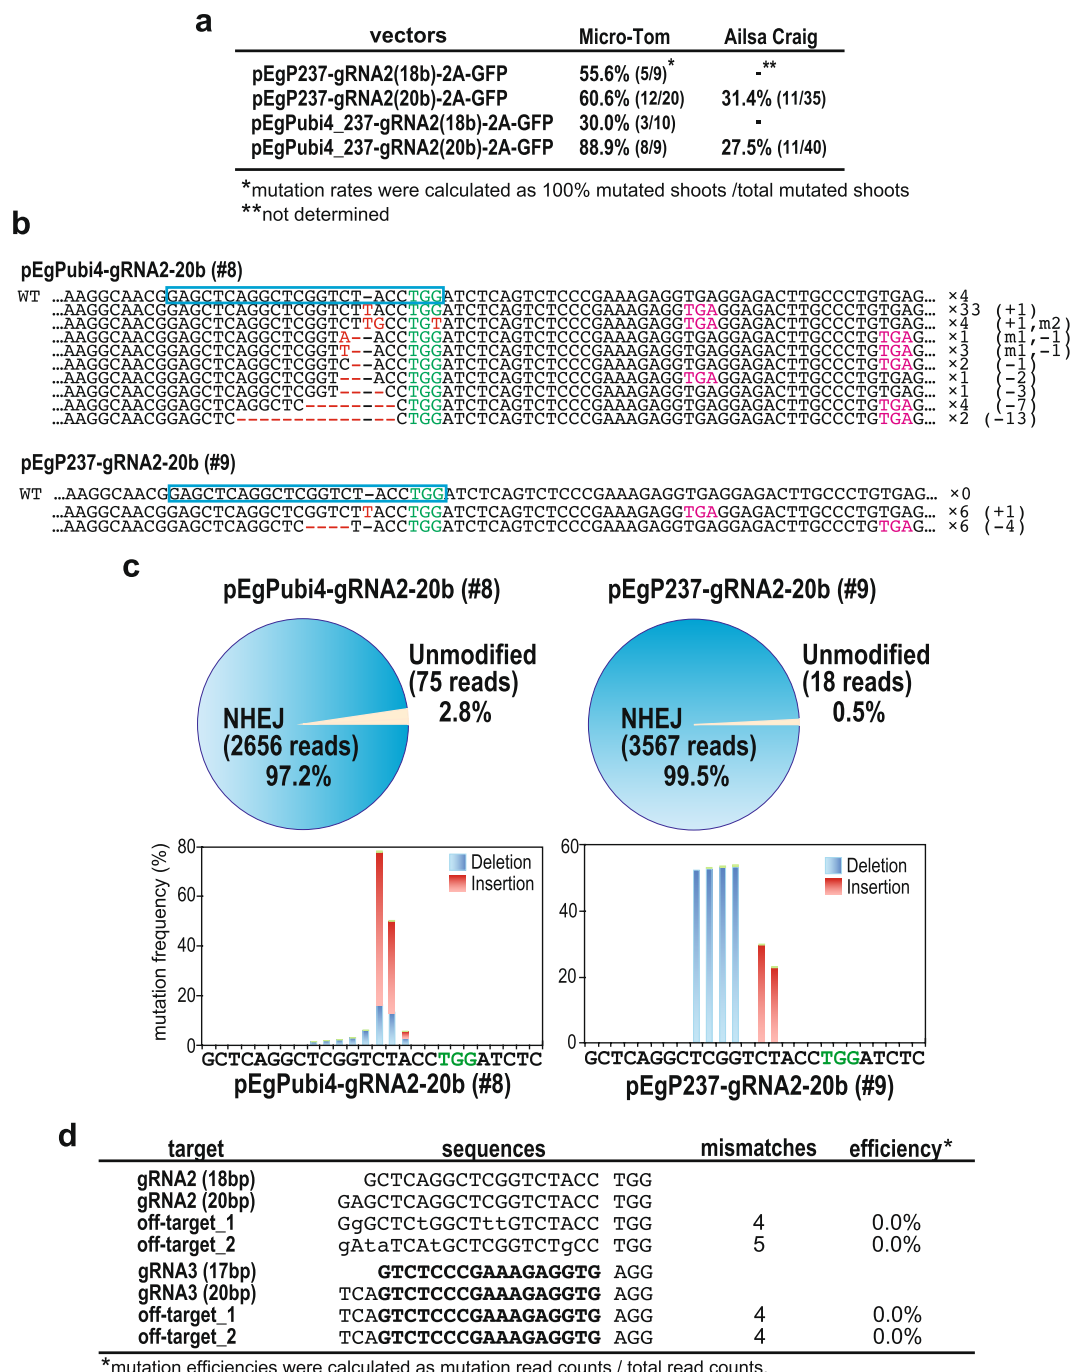 a
vectors Micro-Tom Ailsa Craig
pEgP237-gRNA2(18b)-2A-GFP 55.6% (5/9)* -**
pEgP237-gRNA2(20b)-2A-GFP 60.6% (12/20) 31.4% (11/35)
pEgPubi4_237-gRNA2(18b)-2A-GFP 30.0% (3/10) -
pEgPubi4_237-gRNA2(20b)-2A-GFP 88.9% (8/9) 27.5% (11/40)
*mutation rates were calculated as 100% mutated shoots /total mutated shoots
**not determined
b
pEgPubi4-gRNA2-20b (#8)
WT …AAGGCAACGGAGCTCAGGCTCGGTCT-ACCTGGATCTCAGTCTCCCGAAAGAGGTGAGGAGACTTGCCCTGTGAG… ×4
…AAGGCAACGGAGCTCAGGCTCGGTCTTACCTGGATCTCAGTCTCCCGAAAGAGGTGAGGAGACTTGCCCTGTGAG… ×33 (+1)
…AAGGCAACGGAGCTCAGGCTCGGTCTTGCCTGTATCTCAGTCTCCCGAAAGAGGTGAGGAGACTTGCCCTGTGAG… ×4 (+1,m2)
…AAGGCAACGGAGCTCAGGCTCGGTA--ACCTGGATCTCAGTCTCCCGAAAGAGGTGAGGAGACTTGCCCTGTGAG… ×1 (m1,-1)
…AAGGCAACGGAGCTCAGGCTCGGTT--ACCTGGATCTCAGTCTCCCGAAAGAGGTGAGGAGACTTGCCCTGTGAG… ×3 (m1,-1)
…AAGGCAACGGAGCTCAGGCTCGGTC--ACCTGGATCTCAGTCTCCCGAAAGAGGTGAGGAGACTTGCCCTGTGAG… ×2 (-1)
…AAGGCAACGGAGCTCAGGCTCGGT---ACCTGGATCTCAGTCTCCCGAAAGAGGTGAGGAGACTTGCCCTGTGAG… ×1 (-2)
…AAGGCAACGGAGCTCAGGCTCGGT----CCTGGATCTCAGTCTCCCGAAAGAGGTGAGGAGACTTGCCCTGTGAG… ×1 (-3)
…AAGGCAACGGAGCTCAGGCTC-------CTGGATCTCAGTCTCCCGAAAGAGGTGAGGAGACTTGCCCTGTGAG… ×4 (-7)
…AAGGCAACGGAGCTC-------------CTGGATCTCAGTCTCCCGAAAGAGGTGAGGAGACTTGCCCTGTGAG… ×2 (-13)
pEgP237-gRNA2-20b (#9)
WT …AAGGCAACGGAGCTCAGGCTCGGTCT-ACCTGGATCTCAGTCTCCCGAAAGAGGTGAGGAGACTTGCCCTGTGAG… ×0
…AAGGCAACGGAGCTCAGGCTCGGTCTTACCTGGATCTCAGTCTCCCGAAAGAGGTGAGGAGACTTGCCCTGTGAG… ×6 (+1)
…AAGGCAACGGAGCTCAGGCTC----T-ACCTGGATCTCAGTCTCCCGAAAGAGGTGAGGAGACTTGCCCTGTGAG… ×6 (-4)
c
pEgPubi4-gRNA2-20b (#8) pEgP237-gRNA2-20b (#9)
Unmodified
(75 reads)
2.8%
NHEJ
(2656 reads)
97.2%
Unmodified
(18 reads)
0.5%
NHEJ
(3567 reads)
99.5%
mutation frequency (%)
80
60
40
20
0
Deletion
Insertion
GCTCAGGCTCGGTCTACCTGGATCTC
pEgPubi4-gRNA2-20b (#8)
60
40
20
0
Deletion
Insertion
GCTCAGGCTCGGTCTACCTGGATCTC
pEgP237-gRNA2-20b (#9)
d
target sequences mismatches efficiency*
gRNA2 (18bp) GCTCAGGCTCGGTCTACC TGG
gRNA2 (20bp) GAGCTCAGGCTCGGTCTACC TGG
off-target_1 GgGCTCtGGCTttGTCTACC TGG 4 0.0%
off-target_2 gAtaTCAtGCTCGGTCTgCC TGG 5 0.0%
gRNA3 (17bp) GTCTCCCGAAAGAGGTG AGG
gRNA3 (20bp) TCAGTCTCCCGAAAGAGGTG AGG
off-target_1 TCAGTCTCCCGAAAGAGGTG AGG 4 0.0%
off-target_2 TCAGTCTCCCGAAAGAGGTG AGG 4 0.0%
*mutation efficiencies were calculated as mutation read counts / total read counts.